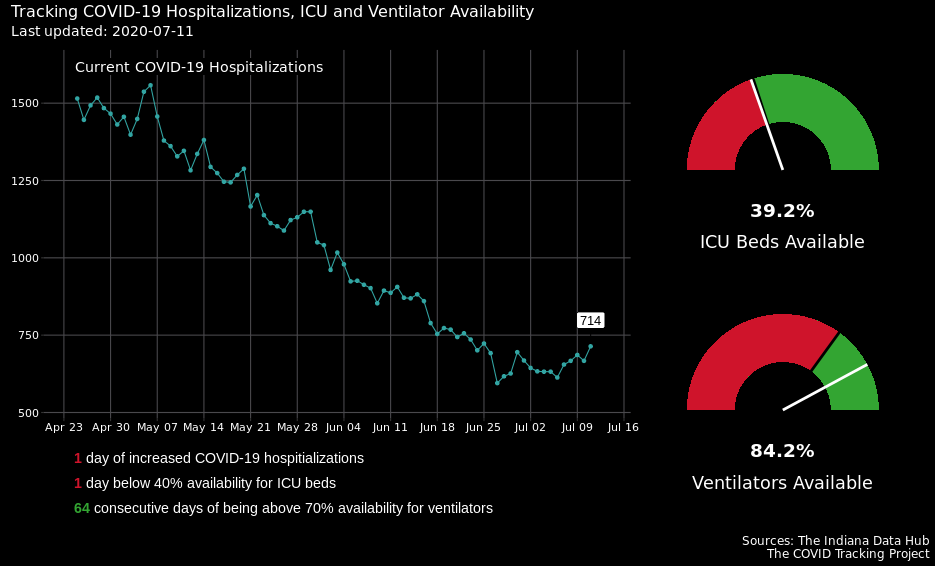 Tracking COVID-19 Hospitalizations, ICU and Ventilator Availability
Last updated: 2020-07-11
Current COVID-19 Hospitalizations
1500
1250
1000
750
500
714
Apr 23 Apr 30 May 07 May 14 May 21 May 28 Jun 04 Jun 11 Jun 18 Jun 25 Jul 02 Jul 09 Jul 16
39.2%
ICU Beds Available
84.2%
Ventilators Available
1 day of increased COVID-19 hospitializations
1 day below 40% availability for ICU beds
64 consecutive days of being above 70% availability for ventilators
Sources: The Indiana Data Hub
The COVID Tracking Project